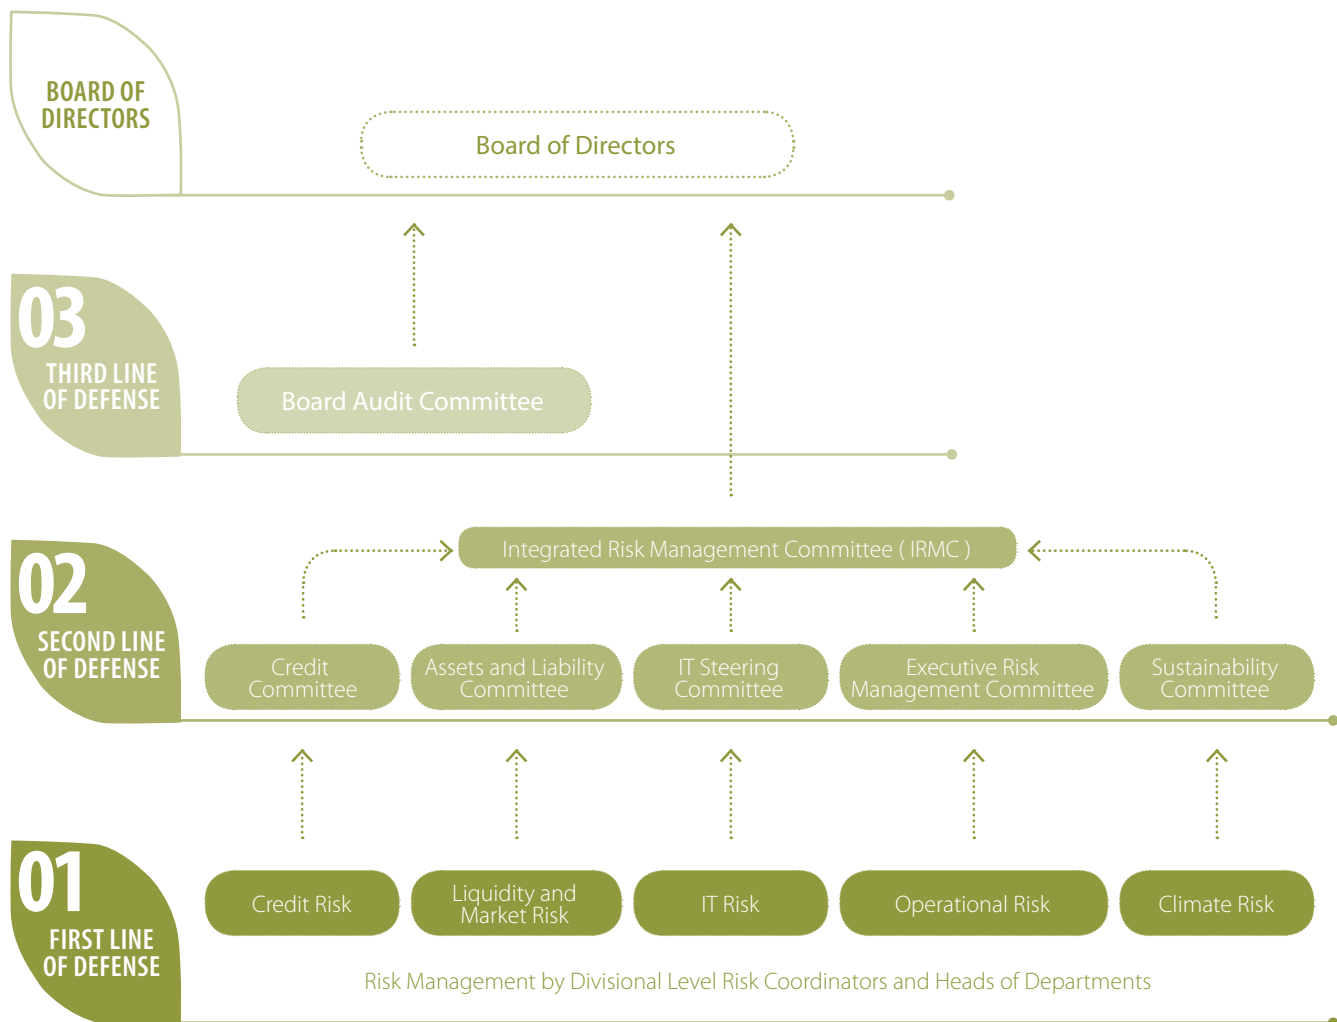 BOARD OF
DIRECTORS
Board of Directors
03
THIRD LINE
OF DEFENSE
Board Audit Committee
02
SECOND LINE
OF DEFENSE
Integrated Risk Management Committee ( IRMC )
Credit
Committee
Assets and Liability
Committee
IT Steering
Committee
Executive Risk
Management Committee
Sustainability
Committee
01
FIRST LINE
OF DEFENSE
Credit Risk
Liquidity and
Market Risk
IT Risk
Operational Risk
Climate Risk
Risk Management by Divisional Level Risk Coordinators and Heads of Departments